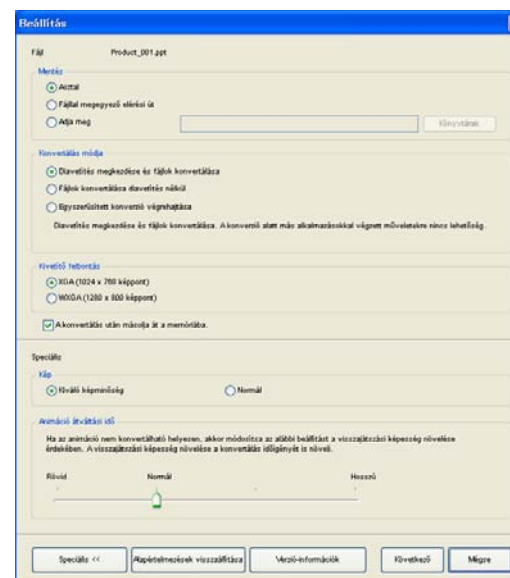 Beállítás
Fájl Product_001.ppt
Mentés
Asztal
Fájllal megegyező elérési út
Adja meg Könyvtárak
Konvertálás módja
Diavetítés megkezdése és fájlok konvertálása
Fájlok konvertálása diavetítés nélkül
Egyszerűsített konverzió végrehajtása
Diavetítés megkezdése és fájlok konvertálása. A konverzió alatt más alkalmazásokkal végzett műveletekre nincs lehetőség.
Kivetítő felbontás
XGA (1024 x 768 képpont)
WXGA (1280 x 800 képpont)
A konvertálás után másolja át a memóriába.
Speciális
Kép
Kiváló képminőség Normál
Animáció átváltási idő
Ha az animáció nem konvertálható helyesen, akkor módosítsa az alábbi beállítást a visszajátszási képesség növelése
érdekében. A visszajátszási képesség növelése a konvertálás időigényét is növeli.
Rövid Normál Hosszú
Speciális << Alapértelmezések visszaállítása Verzió-információk Következő Mégse